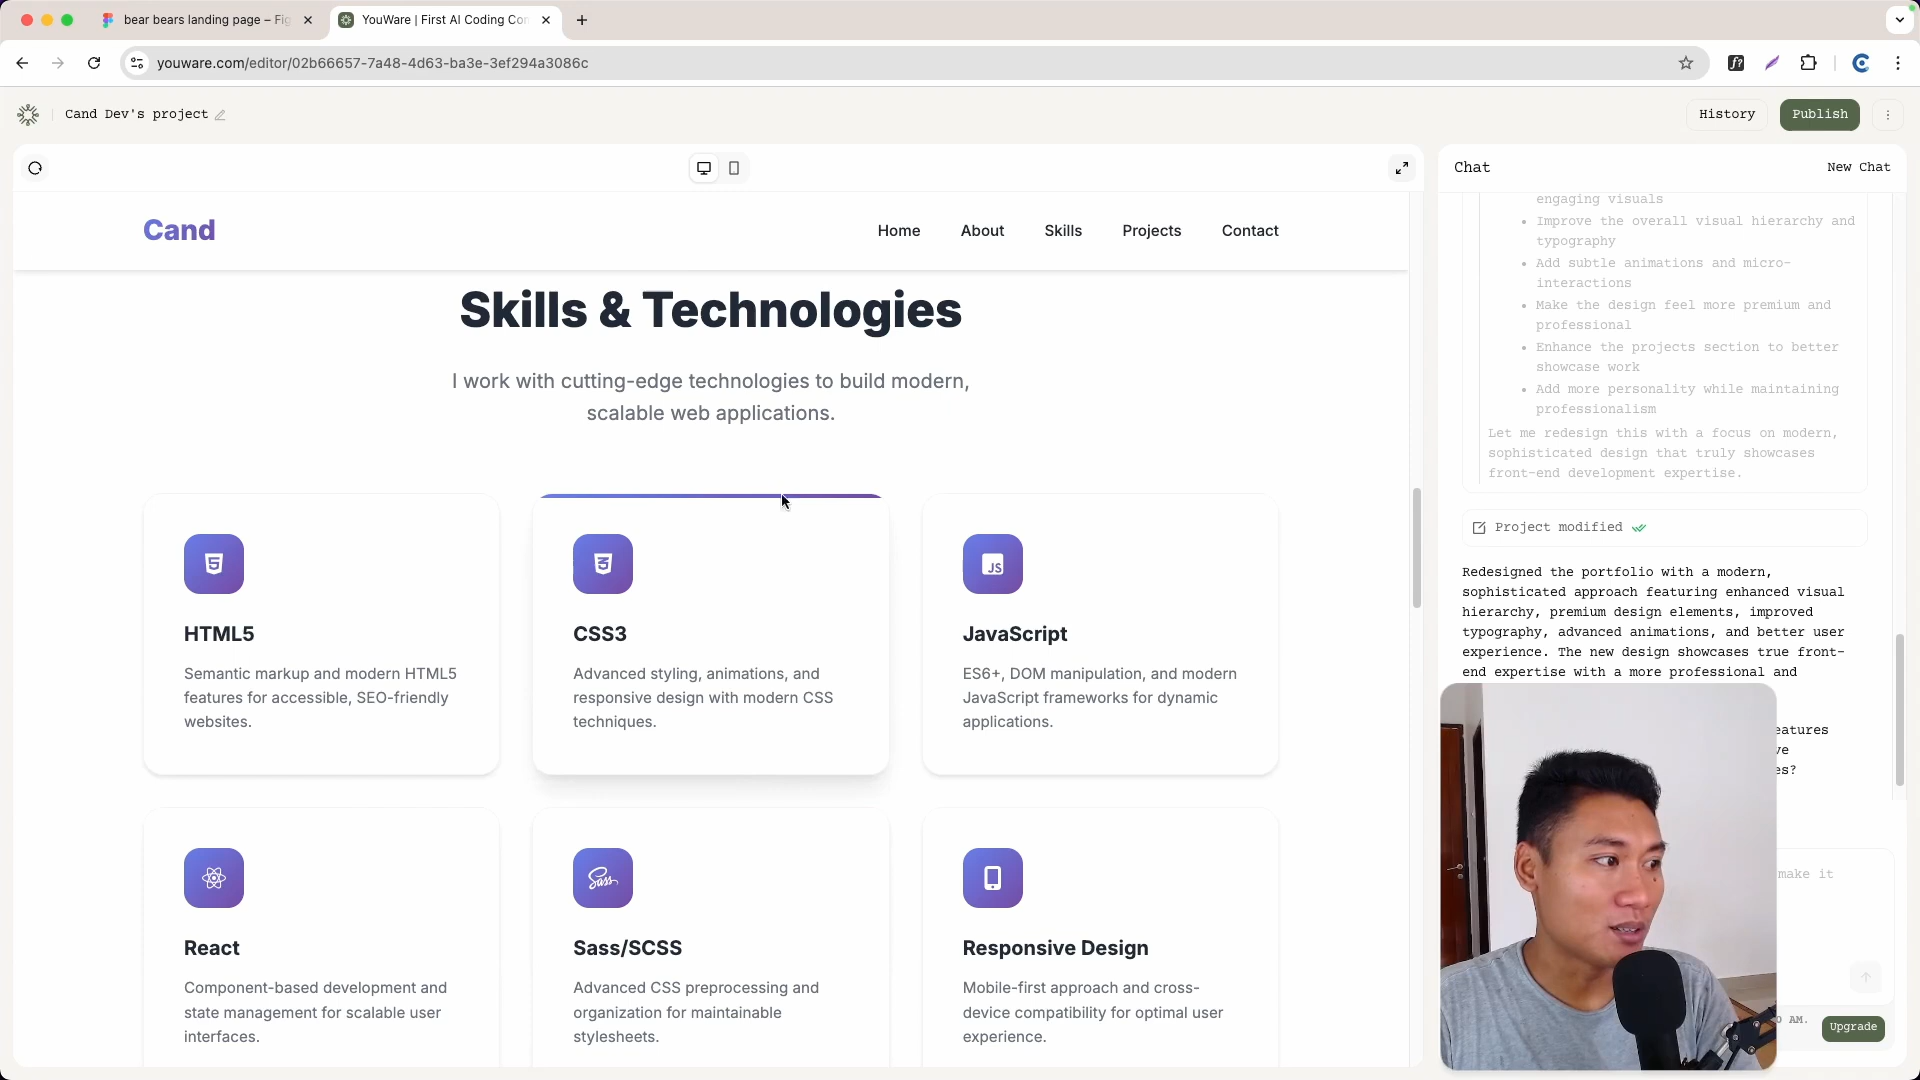 bear bears landing page – Fig
YouWare | First AI Coding Con
youware.com/editor/02b66657-7a48-4d63-ba3e-3ef294a3086c
Cand Dev's project
History
Publish
Cand
Home
About
Skills
Projects
Contact
Skills & Technologies
I work with cutting-edge technologies to build modern,
scalable web applications.
HTML5
Semantic markup and modern HTML5
features for accessible, SEO-friendly
websites.
CSS3
Advanced styling, animations, and
responsive design with modern CSS
techniques.
JS
JavaScript
ES6+, DOM manipulation, and modern
JavaScript frameworks for dynamic
applications.
React
Component-based development and
state management for scalable user
interfaces.
Sass
Sass/SCSS
Advanced CSS preprocessing and
organization for maintainable
stylesheets.
Responsive Design
Mobile-first approach and cross-
device compatibility for optimal user
experience.
Chat
New Chat
engaging visuals
• Improve the overall visual hierarchy and
typography
• Add subtle animations and micro-
interactions
• Make the design feel more premium and
professional
• Enhance the projects section to better
showcase work
• Add more personality while maintaining
professionalism
Let me redesign this with a focus on modern,
sophisticated design that truly showcases
front-end development expertise.
Project modified
Redesigned the portfolio with a modern,
sophisticated approach featuring enhanced visual
hierarchy, premium design elements, improved
typography, advanced animations, and better user
experience. The new design showcases true front-
end expertise with a more professional and
make it
AM.
Upgrade